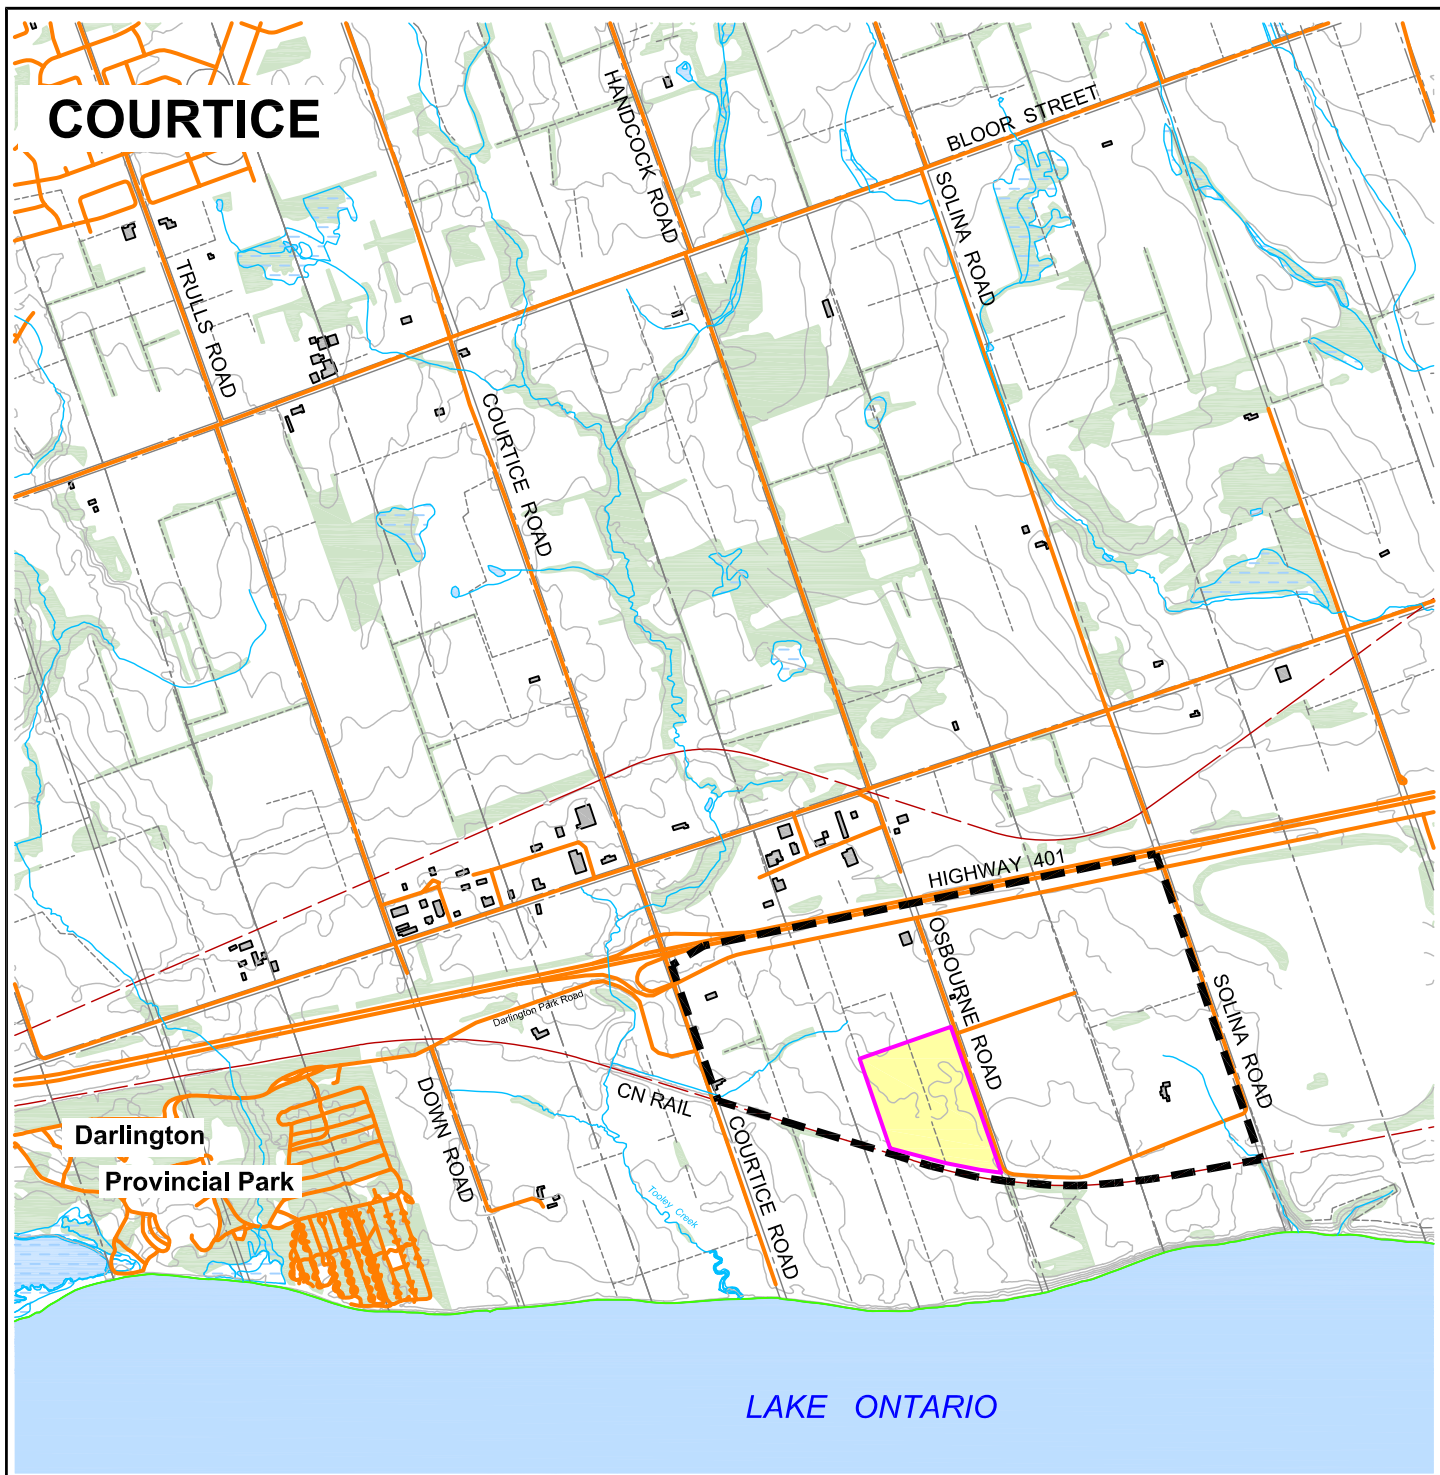 COURTICE
HANDCOCK ROAD
BLOOR STREET
SOLINA ROAD
TRULLS ROAD
COURTICE ROAD
HIGHWAY 401
OSBOURNE ROAD
SOLINA ROAD
Darlington Park Road
CN RAIL
DOWN ROAD
COURTICE ROAD
Darlington
Provincial Park
Tooley Creek
LAKE ONTARIO